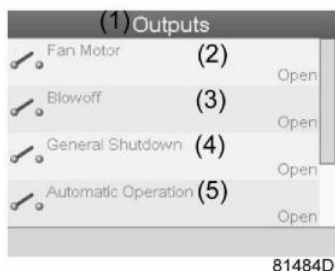 (1) Outputs
Fan Motor (2)
Open
Blowoff (3)
Open
General Shutdown (4)
Open
Automatic Operation (5)
Open
81484D